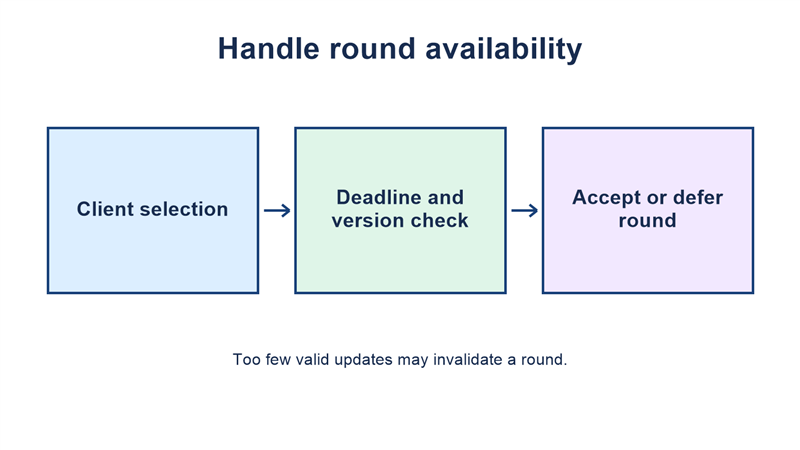 Handle round availability
Client selection
Deadline and
version check
Accept or defer
round
Too few valid updates may invalidate a round.